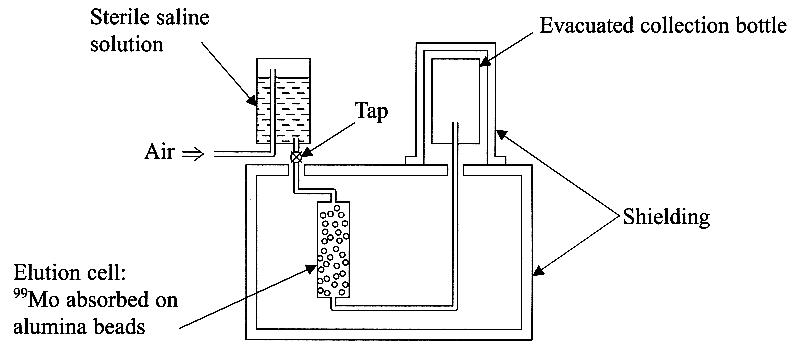 Sterile saline
solution
Evacuated collection bottle
Tap
Air ⇒
Shielding
Elution cell:
⁹⁹Mo absorbed on
alumina beads